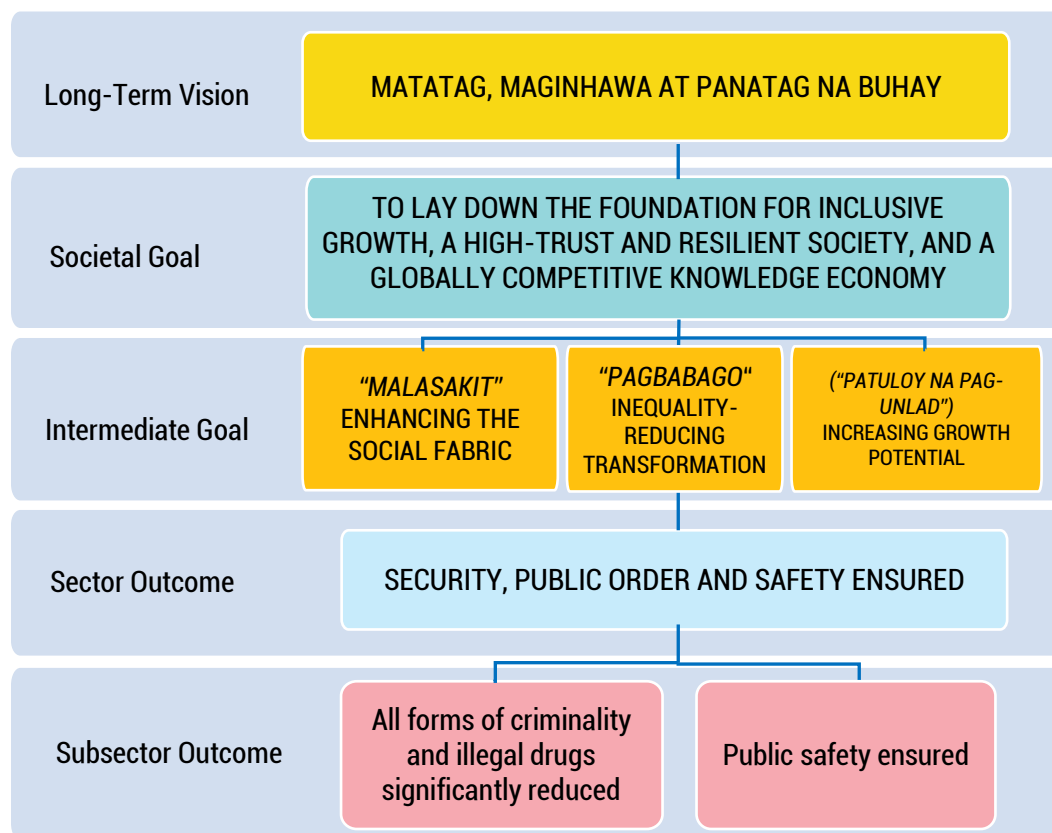 Long-Term Vision
MATATAG, MAGINHAWA AT PANATAG NA BUHAY
Societal Goal
TO LAY DOWN THE FOUNDATION FOR INCLUSIVE
GROWTH, A HIGH-TRUST AND RESILIENT SOCIETY, AND A
GLOBALLY COMPETITIVE KNOWLEDGE ECONOMY
Intermediate Goal
“MALASAKIT”
ENHANCING THE
SOCIAL FABRIC
“PAGBABAGO“
INEQUALITY-
REDUCING
TRANSFORMATION
(“PATULOY NA PAG-
UNLAD”)
INCREASING GROWTH
POTENTIAL
Sector Outcome
SECURITY, PUBLIC ORDER AND SAFETY ENSURED
Subsector Outcome
All forms of criminality
and illegal drugs
significantly reduced
Public safety ensured